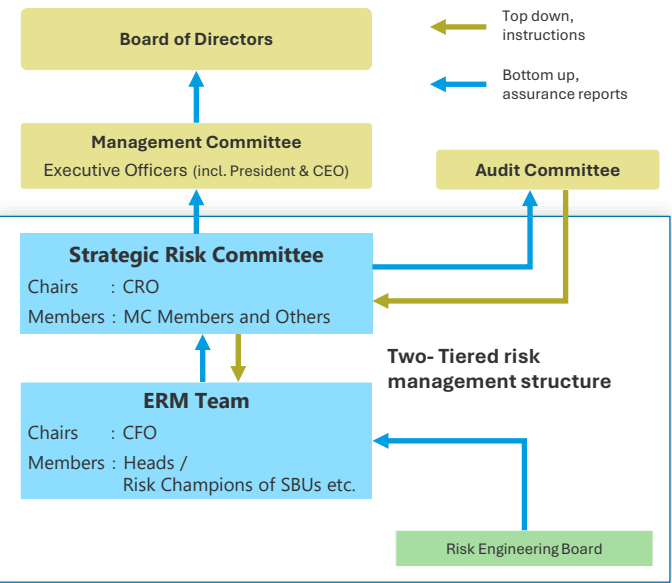 Board of Directors
Top down,
instructions
Bottom up,
assurance reports
Management Committee
Executive Officers (incl. President & CEO)
Audit Committee
Strategic Risk Committee
Chairs : CRO
Members : MC Members and Others
Two- Tiered risk
management structure
ERM Team
Chairs : CFO
Members : Heads /
Risk Champions of SBUs etc.
Risk Engineering Board